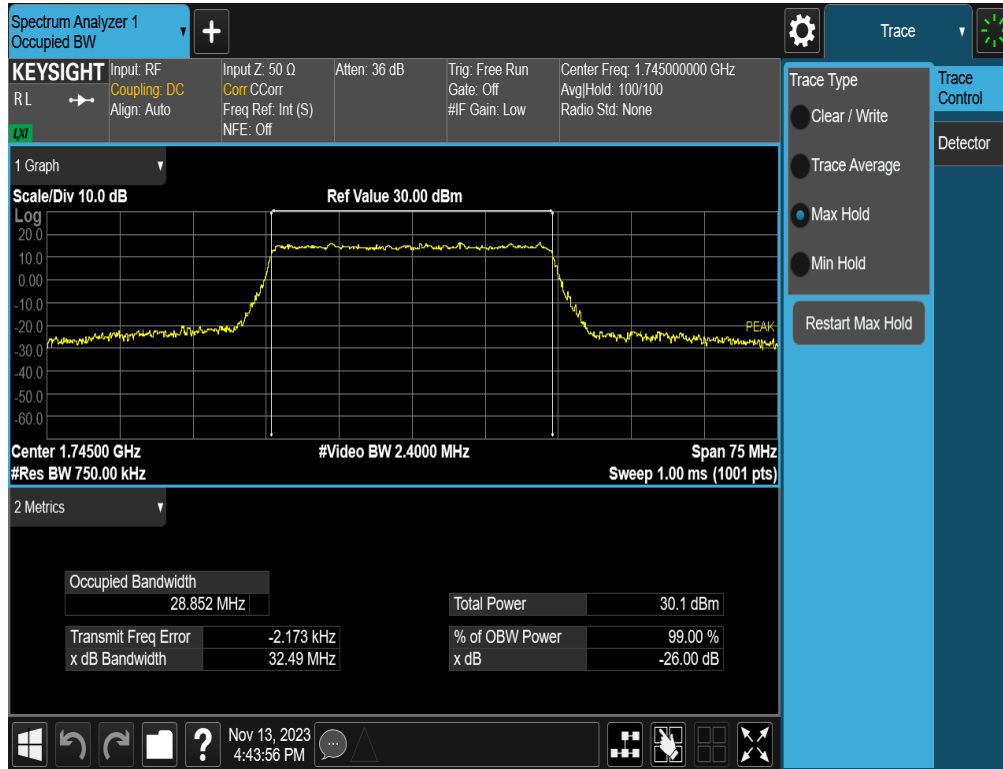 Spectrum Analyzer 1
Occupied BW
+
Trace
KEYSIGHT
R L
LXI
Input: RF
Coupling: DC
Align: Auto
Input Z: 50 Ω
Corr CCorr
Freq Ref: Int (S)
NFE: Off
Atten: 36 dB
Trig: Free Run
Gate: Off
#IF Gain: Low
Center Freq: 1.745000000 GHz
Avg|Hold: 100/100
Radio Std: None
Trace Type
Clear / Write
Trace Average
Max Hold
Min Hold
Restart Max Hold
Trace
Control
Detector
1 Graph
Scale/Div 10.0 dB
Ref Value 30.00 dBm
Log
20.0
10.0
0.00
-10.0
-20.0
-30.0
-40.0
-50.0
-60.0
PEAK
Center 1.74500 GHz
#Video BW 2.4000 MHz
Span 75 MHz
#Res BW 750.00 kHz
Sweep 1.00 ms (1001 pts)
2 Metrics
Occupied Bandwidth
28.852 MHz
Total Power 30.1 dBm
Transmit Freq Error -2.173 kHz
% of OBW Power 99.00 %
x dB Bandwidth 32.49 MHz
x dB -26.00 dB
?
Nov 13, 2023
4:43:56 PM